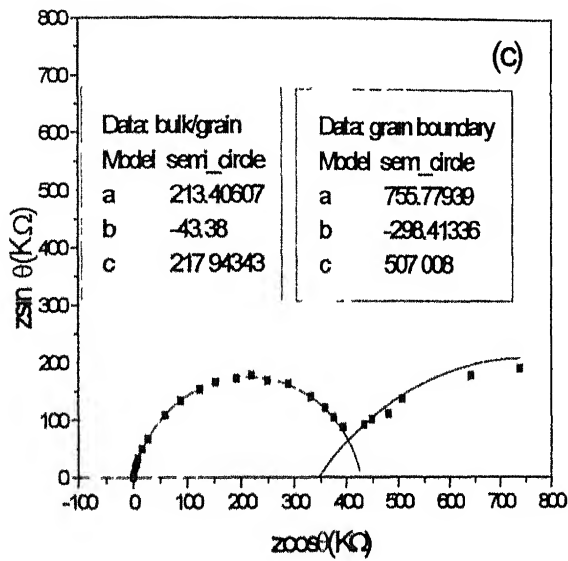 (c)
Data: bulk/grain
Model semi_circle
a 213.40607
b -43.38
c 217 94343
Data: grain boundary
Model sem_circle
a 755.77939
b -298.41336
c 507 008
zsin θ(KΩ)
800
700
600
500
400
300
200
100
0
-100 0 100 200 300 400 500 600 700 800
zcosθ(KΩ)